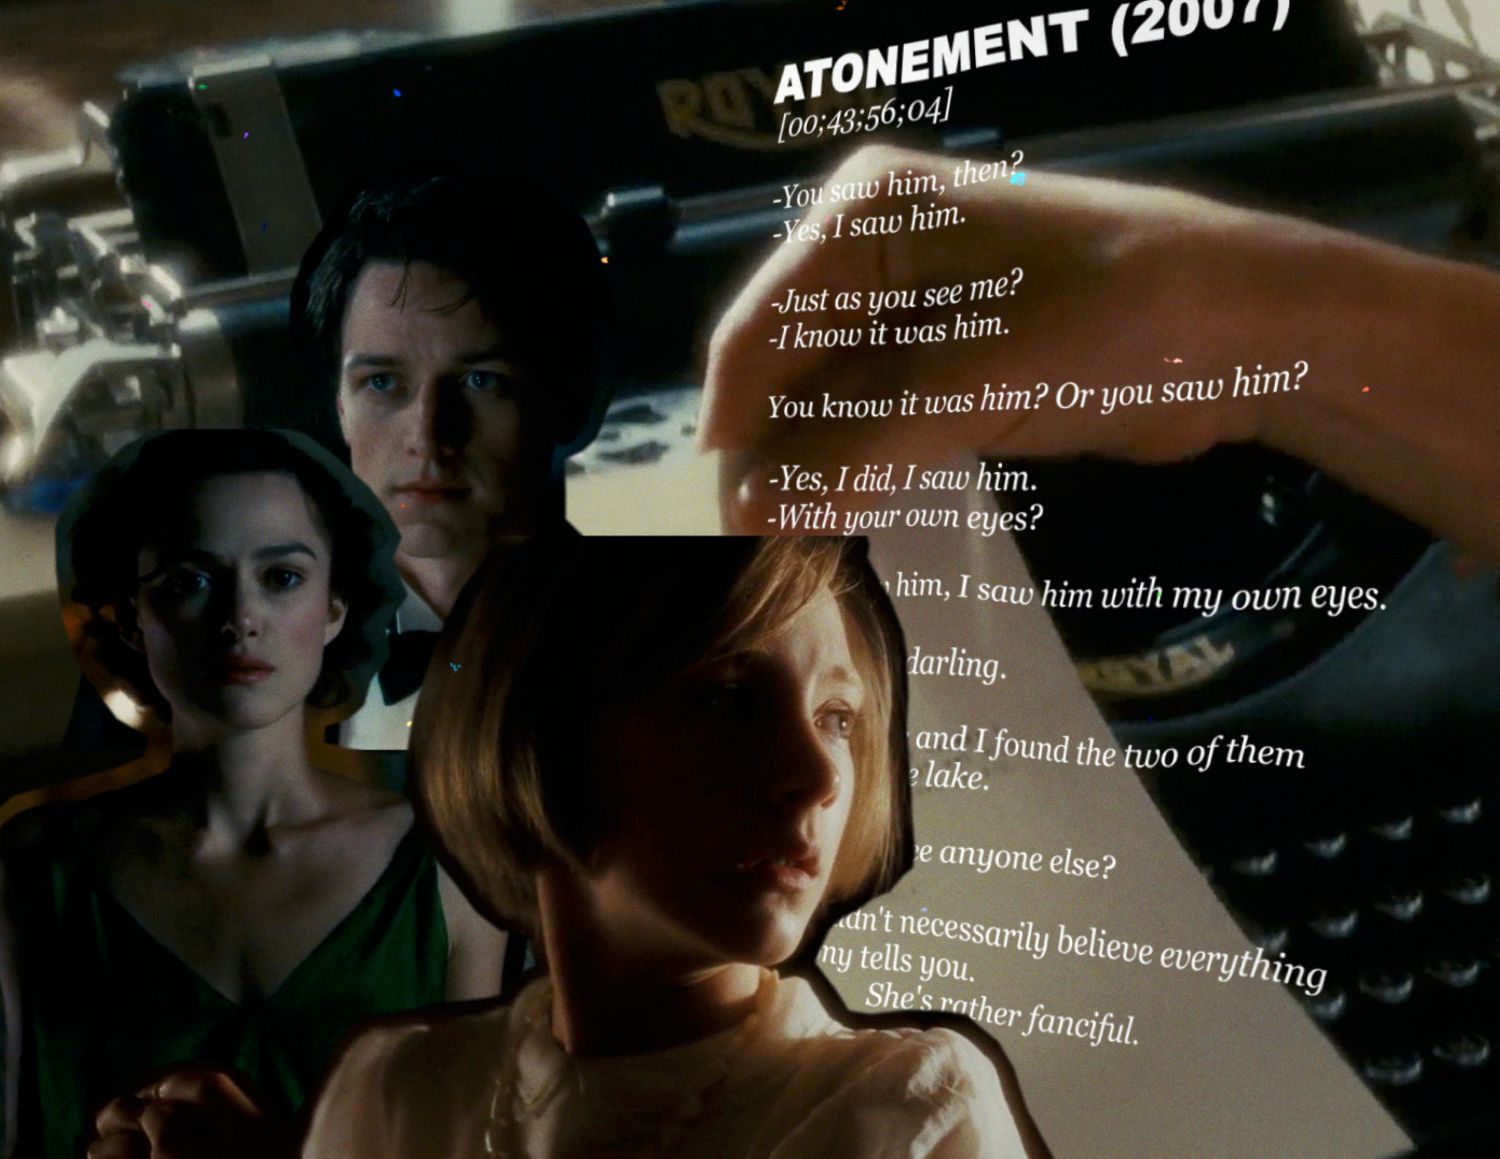 ROYAL
ATONEMENT (2007)
[00;43;56;04]
-You saw him, then?
-Yes, I saw him.
-Just as you see me?
-I know it was him.
You know it was him? Or you saw him?
-Yes, I did, I saw him.
-With your own eyes?
him, I saw him with my own eyes.
darling.
and I found the two of them
lake.
anyone else?
necessarily believe everything
tells you.
She's rather fanciful.
ROYAL